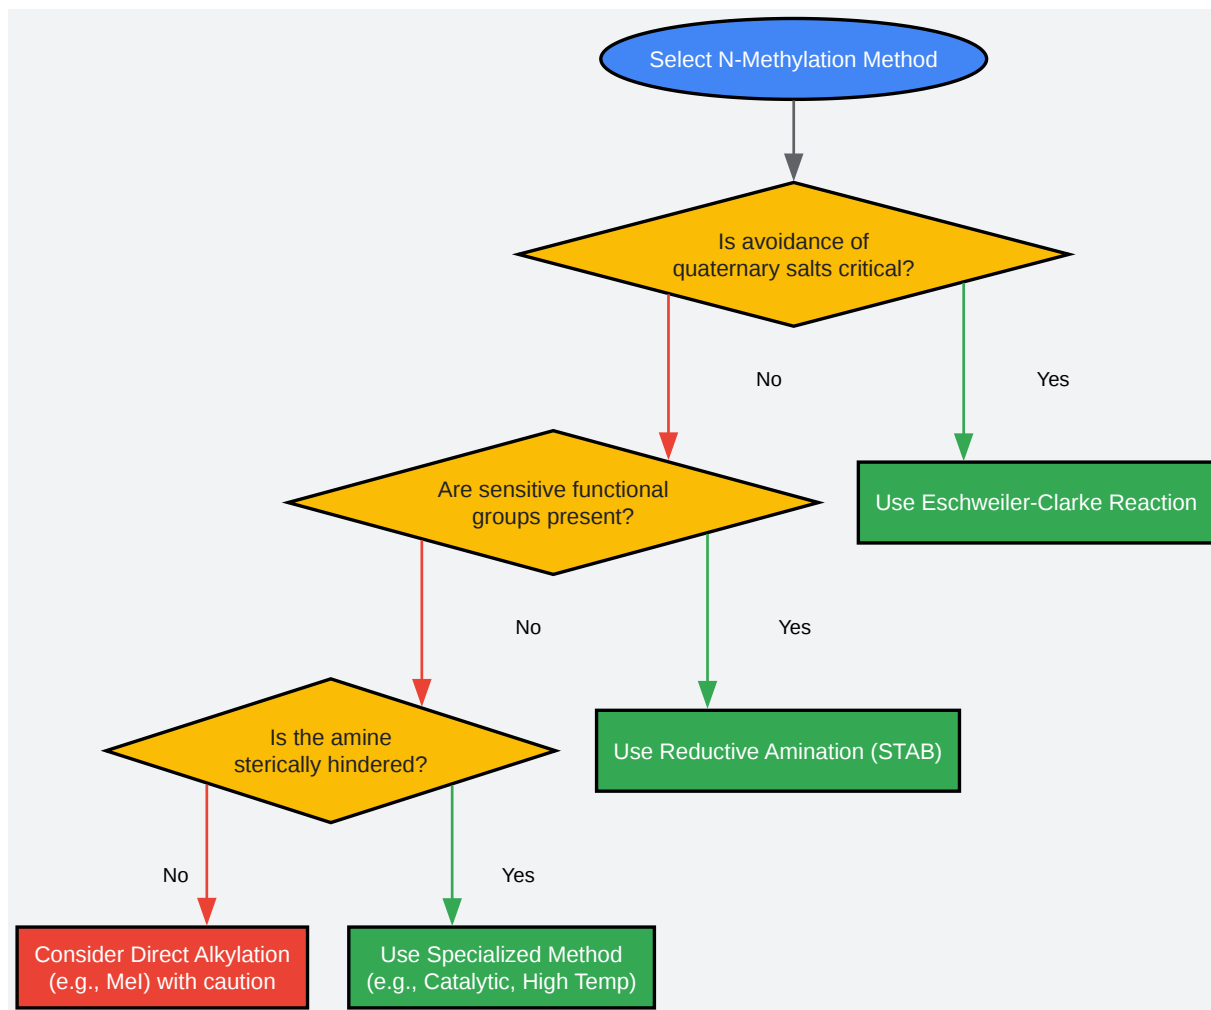 Select N-Methylation Method
Is avoidance of
quaternary salts critical?
No
Yes
Are sensitive functional
groups present?
Use Eschweiler-Clarke Reaction
No
Yes
Is the amine
sterically hindered?
Use Reductive Amination (STAB)
No
Yes
Consider Direct Alkylation
(e.g., MeI) with caution
Use Specialized Method
(e.g., Catalytic, High Temp)